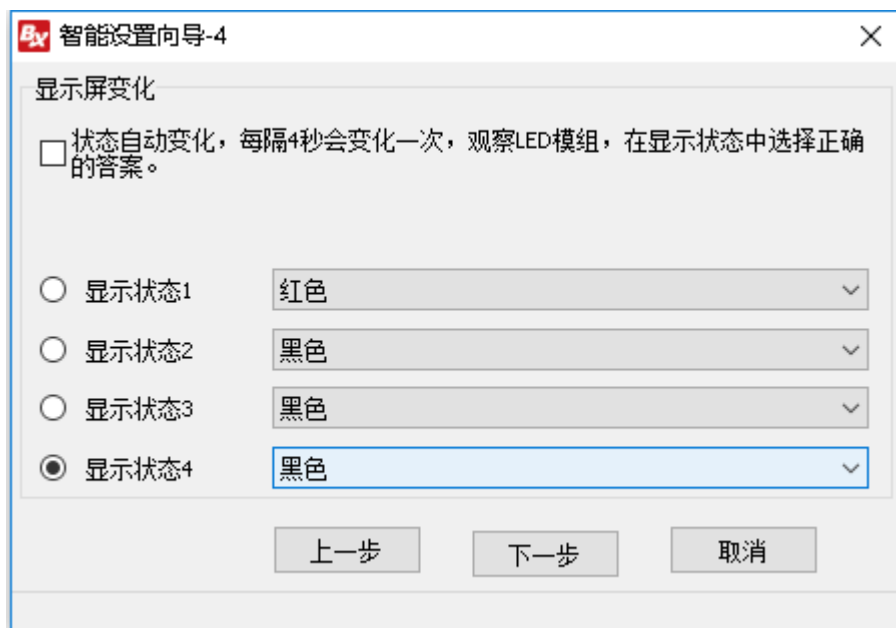 BX 智能设置向导-4
显示屏变化
状态自动变化，每隔4秒会变化一次，观察LED模组，在显示状态中选择正确
的答案。
显示状态1 红色
显示状态2 黑色
显示状态3 黑色
显示状态4 黑色
上一步 下一步 取消